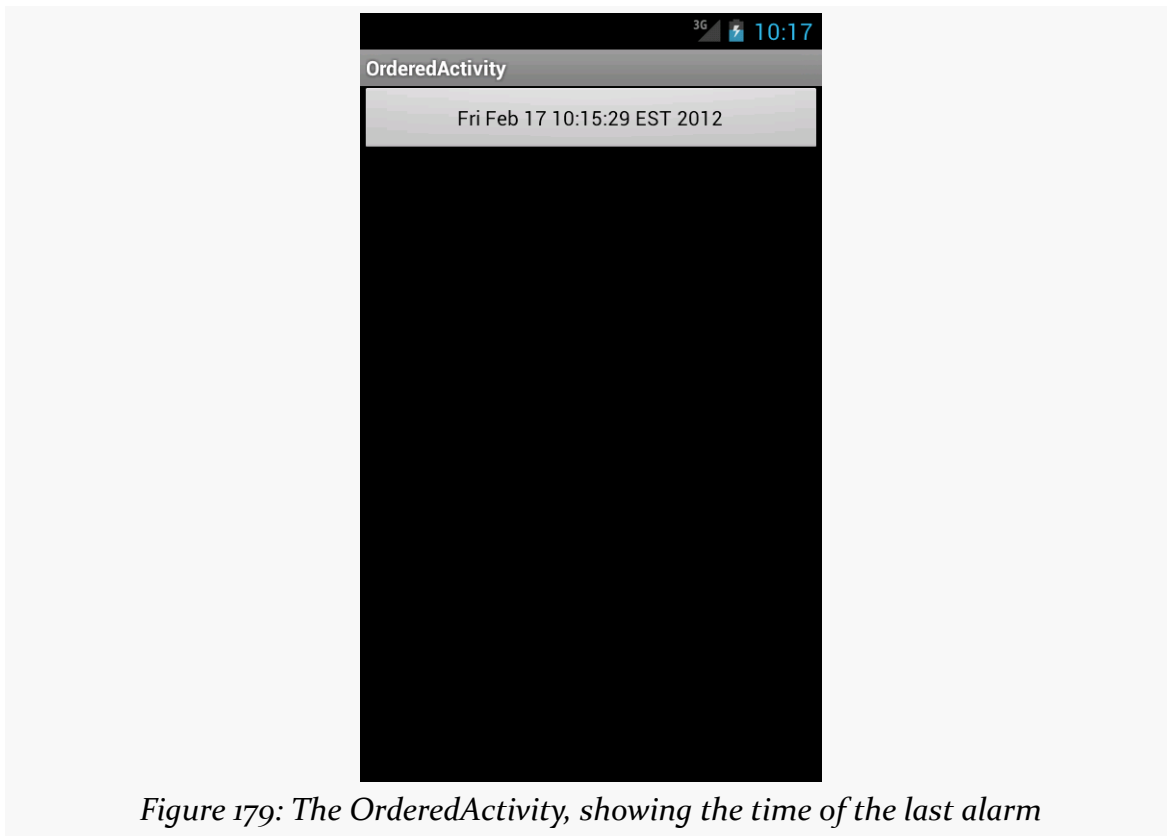 3G 10:17
OrderedActivity
Fri Feb 17 10:15:29 EST 2012
Figure 179: The OrderedActivity, showing the time of the last alarm